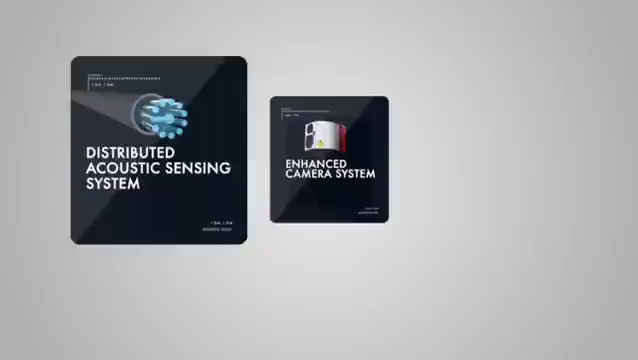 DISTRIBUTED
ACOUSTIC SENSING
SYSTEM
ENHANCED
CAMERA SYSTEM